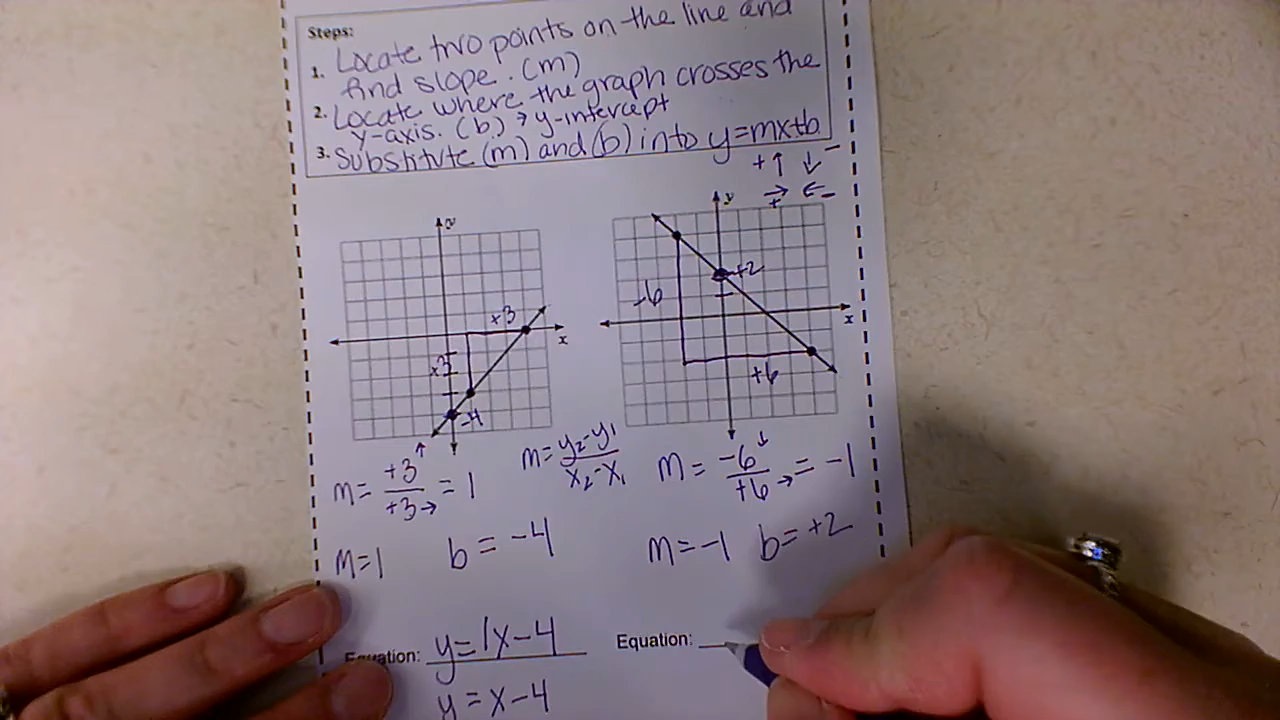 Steps:
1. Locate two points on the line and
find slope. (m)
2. Locate where the graph crosses the
y-axis. (b.) → y-intercept
3. Substitute (m) and (b) into y=mx+b
+↑ ↓-
→+ ←-
y
y
+2
-6
+3
x
x
+3
+6
-4
m= +3↑/+3→ = 1
m= y2-y1/x2-x1
m= -6↓/+6→ = -1
m=1 b=-4
m=-1 b=+2
Equation: y=1x-4
Equation:
y=x-4